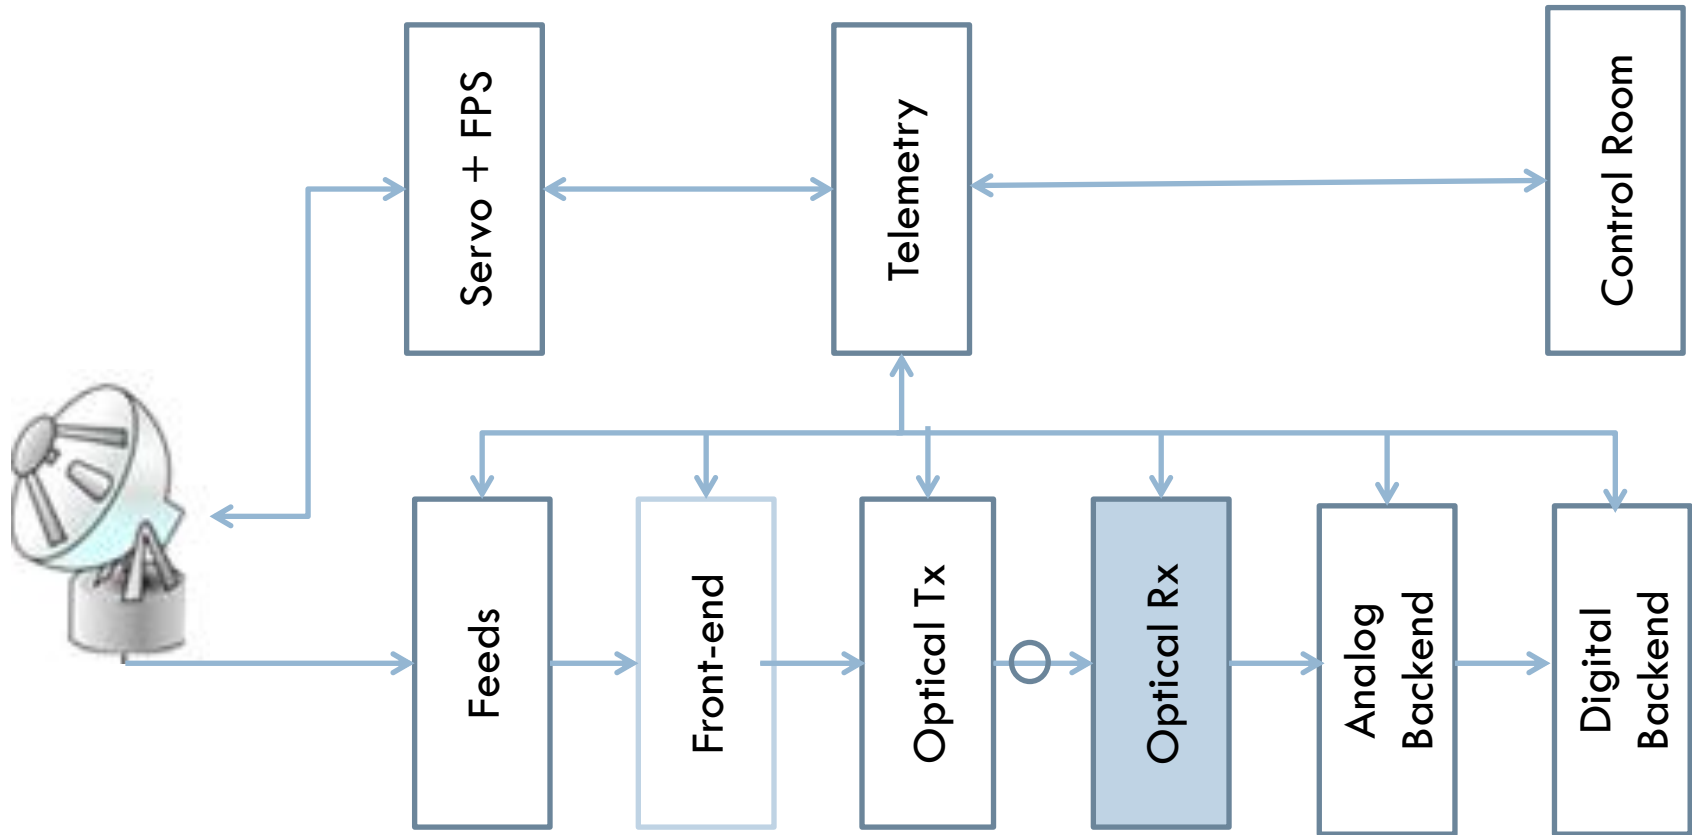 Servo + FPS
Telemetry
Control Room
Feeds
Front-end
Optical Tx
Optical Rx
Analog
Backend
Digital
Backend